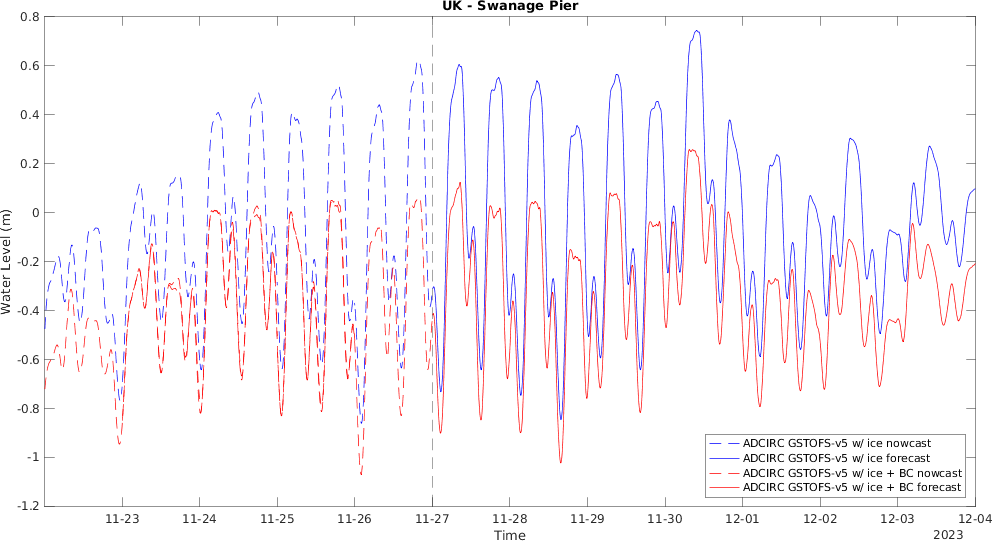 UK - Swanage Pier
0.8
0.6
0.4
0.2
0
-0.2
-0.4
-0.6
-0.8
-1
-1.2
Water Level (m)
ADCIRC GSTOFS-v5 w/ ice nowcast
ADCIRC GSTOFS-v5 w/ ice forecast
ADCIRC GSTOFS-v5 w/ ice + BC nowcast
ADCIRC GSTOFS-v5 w/ ice + BC forecast
11-23 11-24 11-25 11-26 11-27 11-28 11-29 11-30 12-01 12-02 12-03 12-04
Time
2023